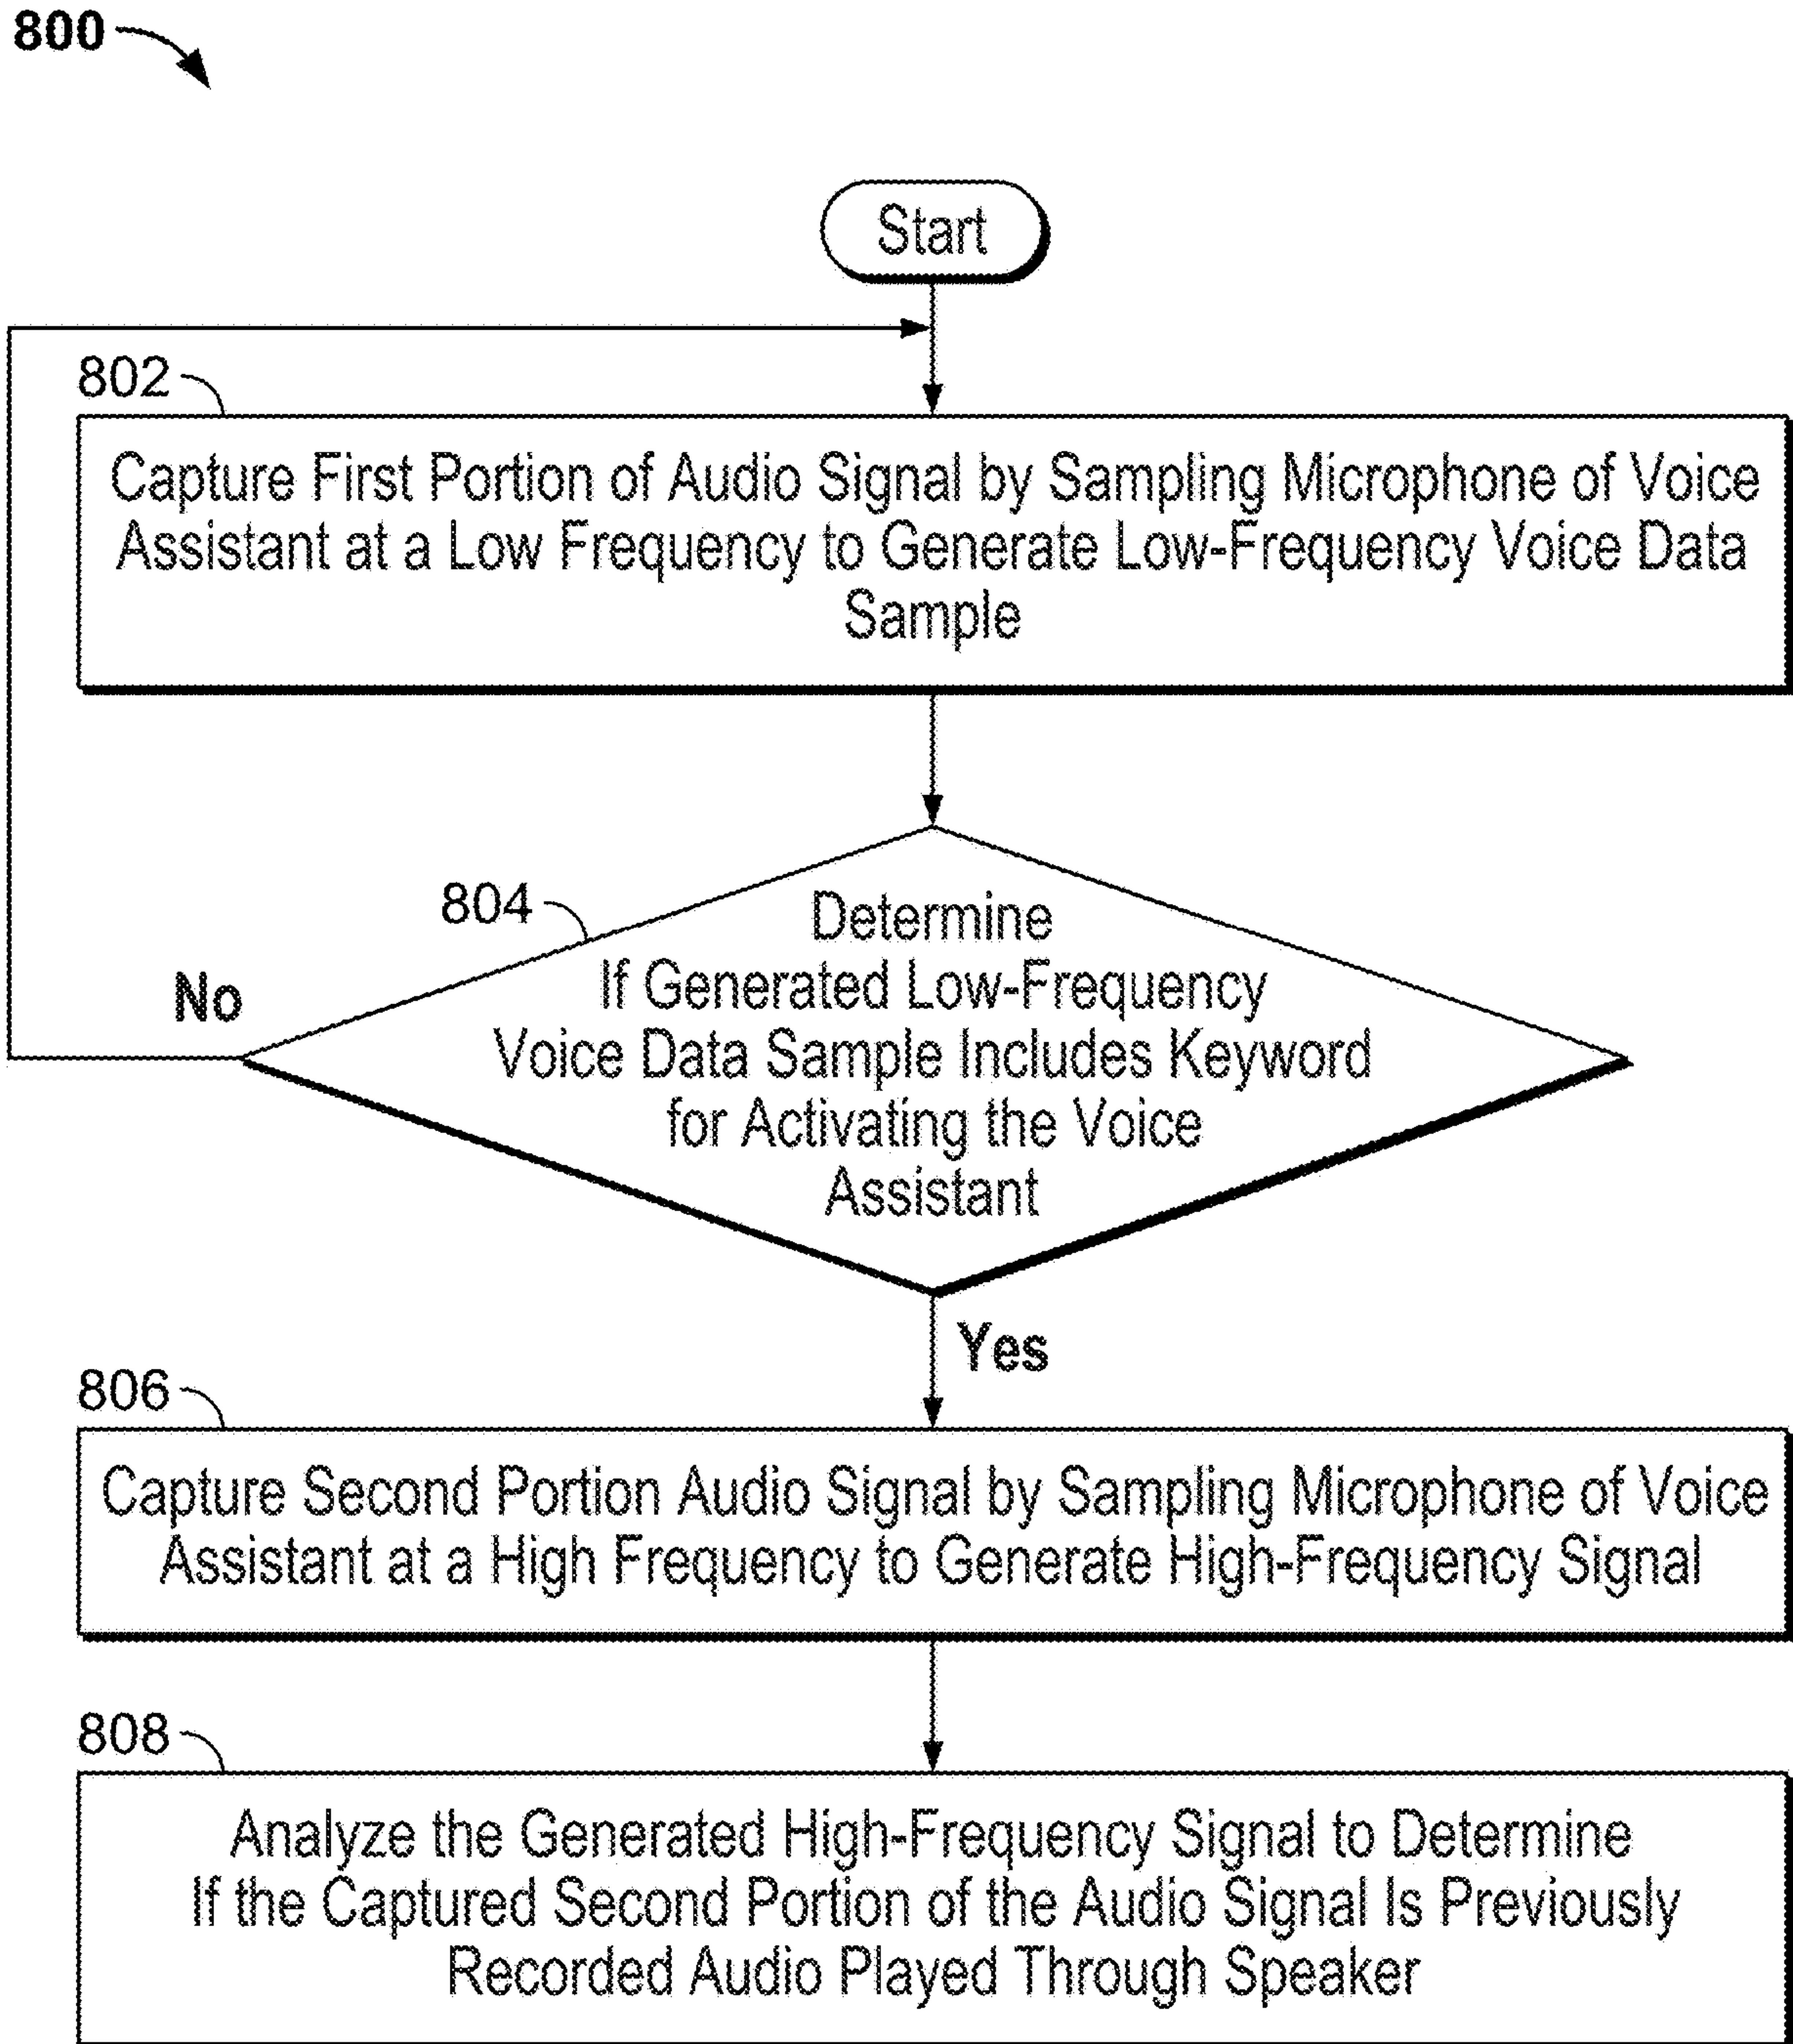 800
Start
802
Capture First Portion of Audio Signal by Sampling Microphone of Voice
Assistant at a Low Frequency to Generate Low-Frequency Voice Data
Sample
804
Determine
If Generated Low-Frequency
Voice Data Sample Includes Keyword
for Activating the Voice
Assistant
No
Yes
806
Capture Second Portion Audio Signal by Sampling Microphone of Voice
Assistant at a High Frequency to Generate High-Frequency Signal
808
Analyze the Generated High-Frequency Signal to Determine
If the Captured Second Portion of the Audio Signal Is Previously
Recorded Audio Played Through Speaker